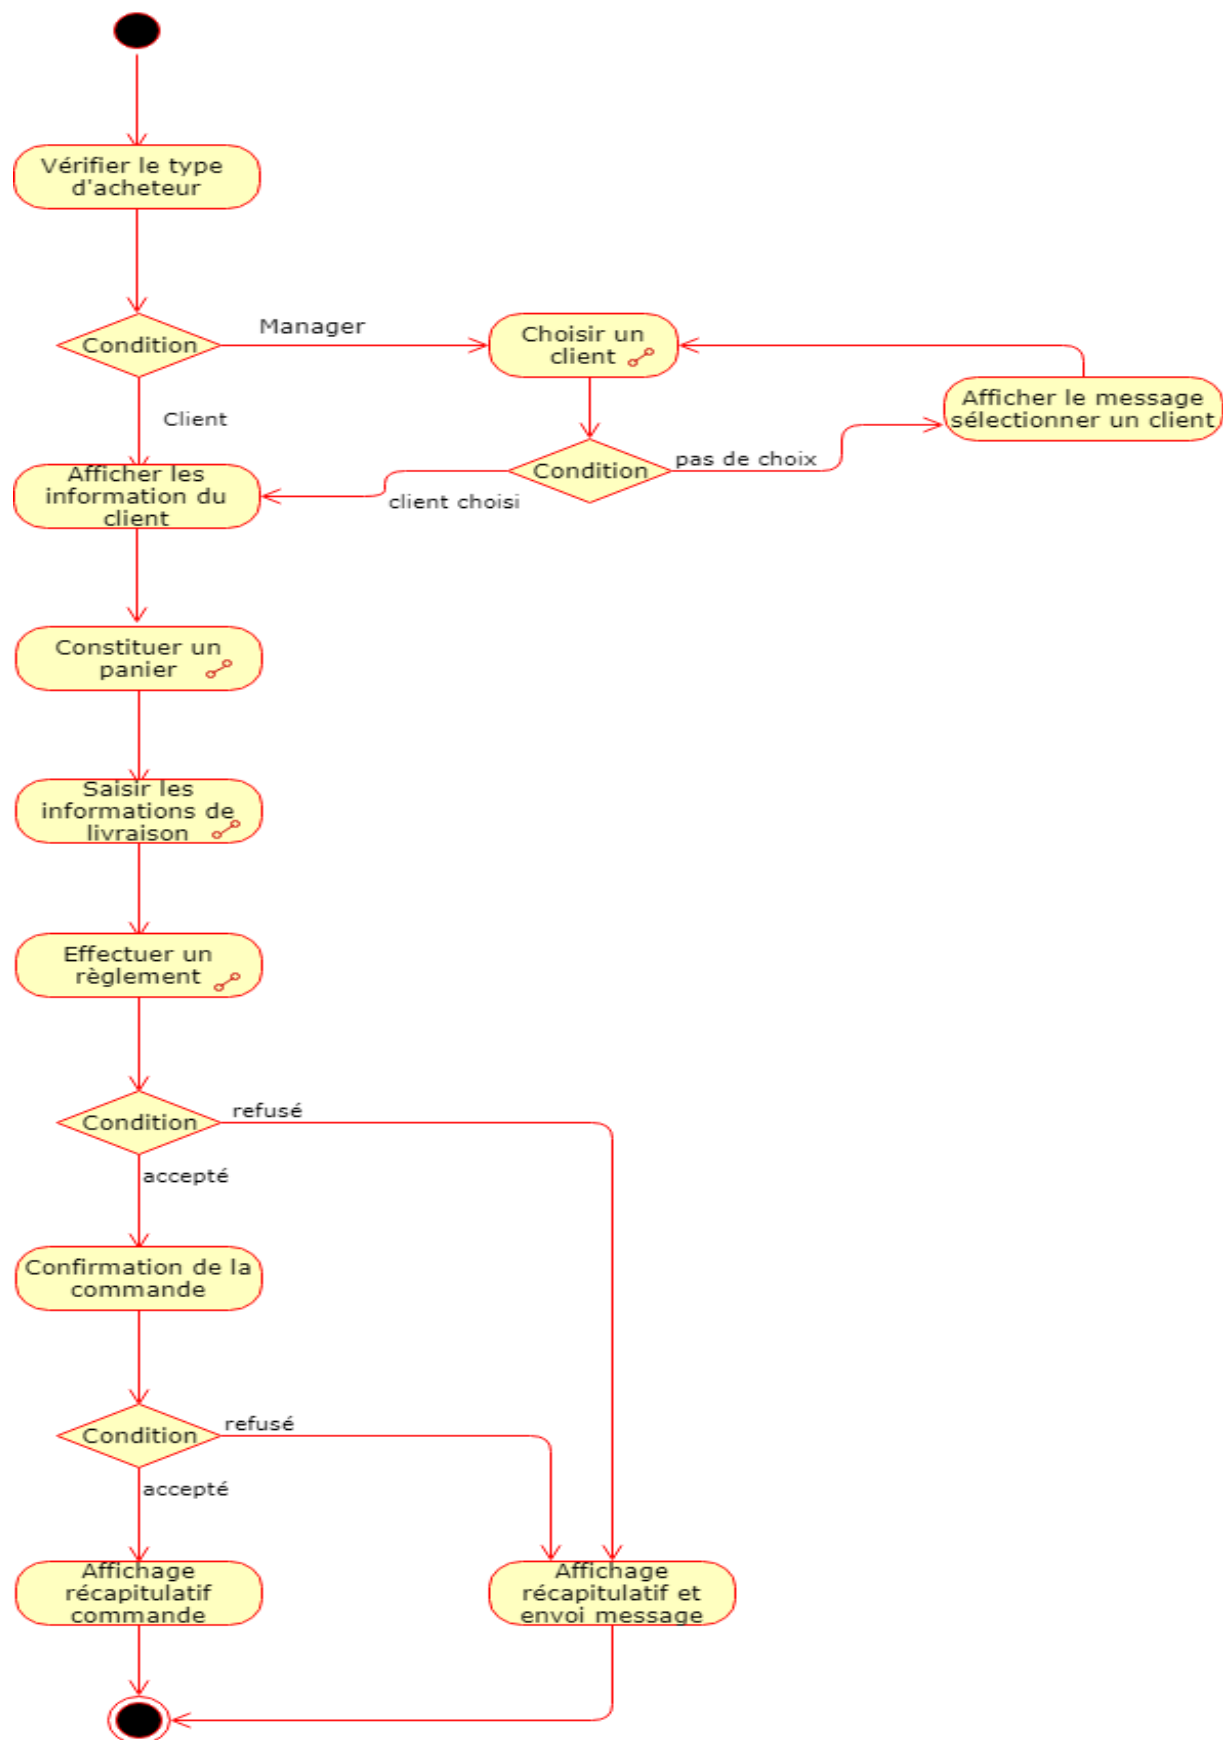 Vérifier le type
d'acheteur
Condition
Manager
Choisir un
client
Afficher le message
sélectionner un client
Client
Condition
pas de choix
client choisi
Afficher les
information du
client
Constituer un
panier
Saisir les
informations de
livraison
Effectuer un
règlement
Condition
refusé
accepté
Confirmation de la
commande
Condition
refusé
accepté
Affichage
récapitulatif
commande
Affichage
récapitulatif et
envoi message